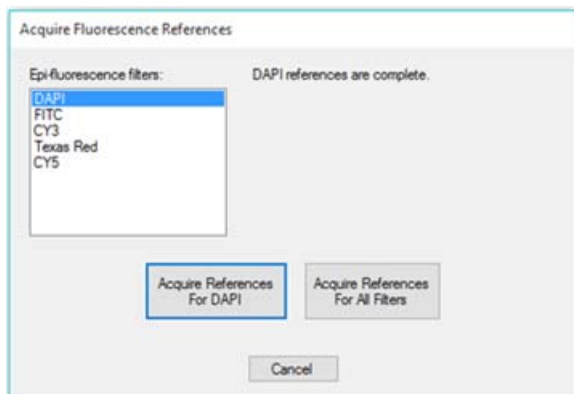 Acquire Fluorescence References
Epi-fluorescence filters:
DAPI references are complete.
DAPI
FITC
CY3
Texas Red
CY5
Acquire References
For DAPI
Acquire References
For All Filters
Cancel